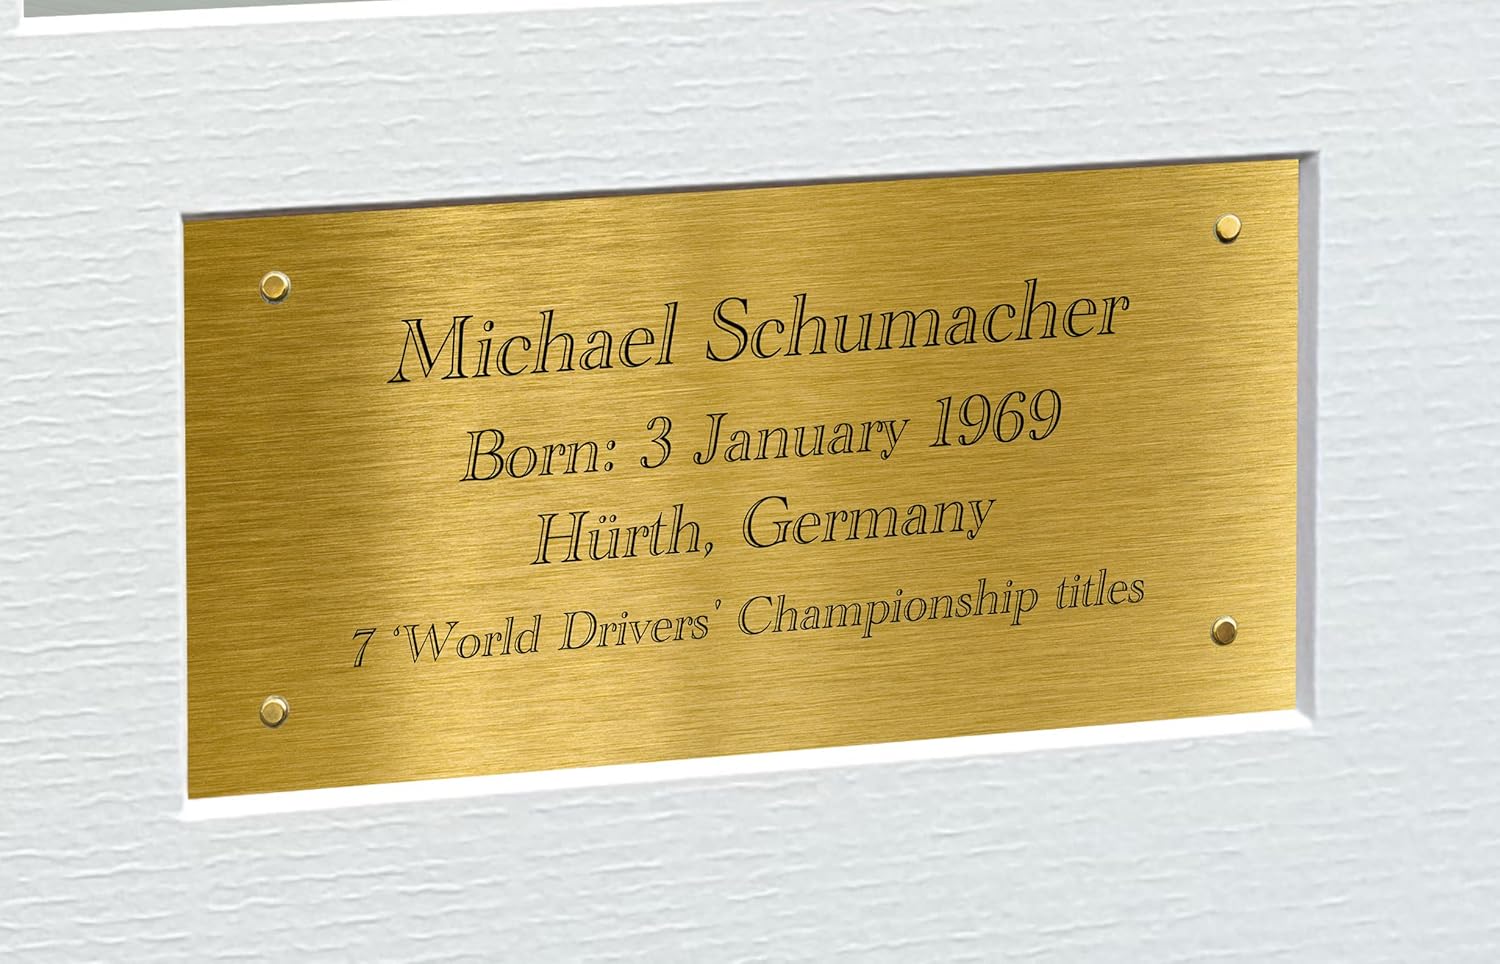 Michael Schumacher
Born: 3 January 1969
Hürth, Germany
7 ‘World Drivers' Championship titles